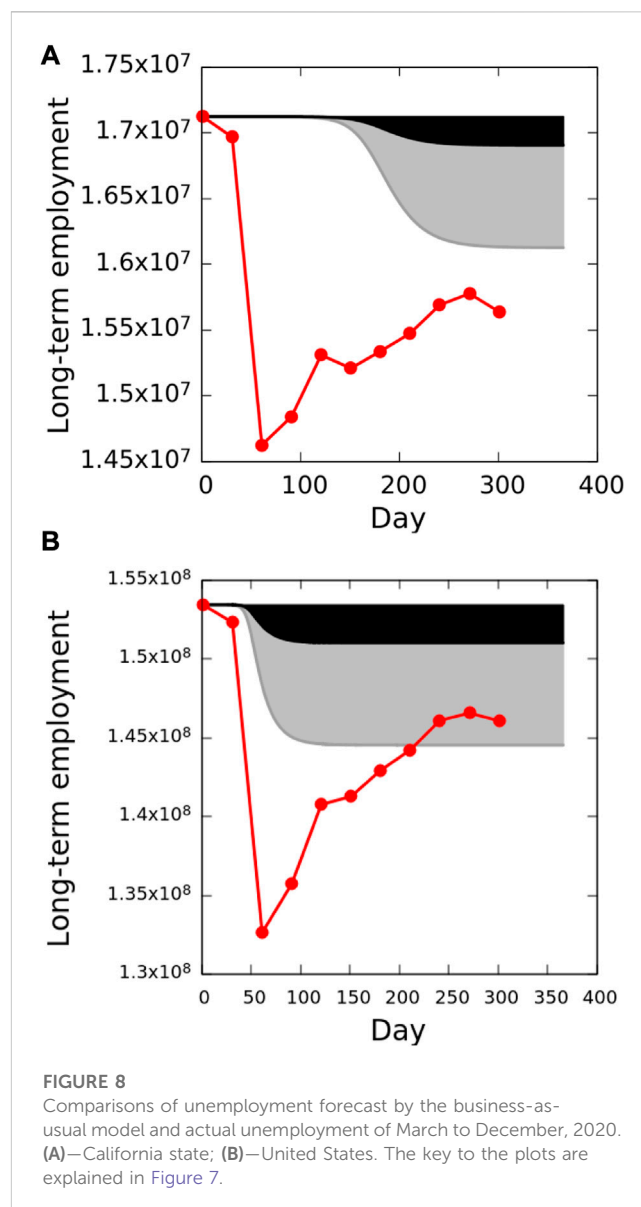 A
1.75x10⁷
1.7x10⁷
1.65x10⁷
1.6x10⁷
1.55x10⁷
1.5x10⁷
1.45x10⁷
Long-term employment
0 100 200 300 400
Day
B
1.55x10⁸
1.5x10⁸
1.45x10⁸
1.4x10⁸
1.35x10⁸
1.3x10⁸
Long-term employment
0 50 100 150 200 250 300 350 400
Day
FIGURE 8
Comparisons of unemployment forecast by the business-as-
usual model and actual unemployment of March to December, 2020.
(A)—California state; (B)—United States. The key to the plots are
explained in Figure 7.